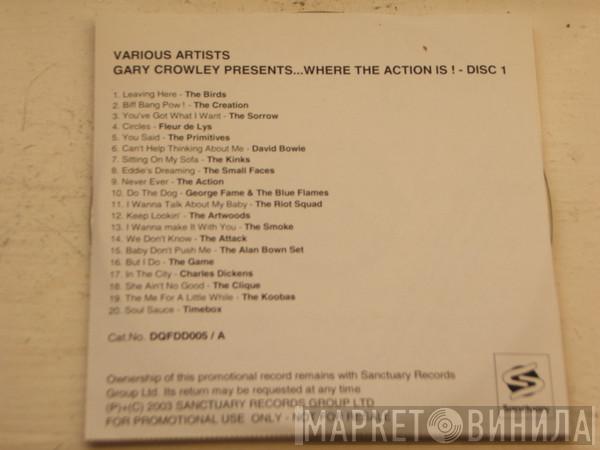 VARIOUS ARTISTS
GARY CROWLEY PRESENTS...WHERE THE ACTION IS ! - DISC 1
1. Leaving Here - The Birds
2. Biff Bang Pow ! - The Creation
3. You've Got What I Want - The Sorrow
4. Circles - Fleur de Lys
5. You Said - The Primitives
6. Can't Help Thinking About Me - David Bowie
7. Sitting On My Sofa - The Kinks
8. Eddie's Dreaming - The Small Faces
9. Never Ever - The Action
10. Do The Dog - George Fame & The Blue Flames
11. I Wanna Talk About My Baby - The Riot Squad
12. Keep Lookin' - The Artwoods
13. I Wanna make It With You - The Smoke
14. We Don't Know - The Attack
15. Baby Don't Push Me - The Alan Bown Set
16. But I Do - The Game
17. In The City - Charles Dickens
18. She Ain't No Good - The Clique
19. The Me For A Little While - The Koobas
20. Soul Sauce - Timebox
Cat.No. DQFDD005 / A
Ownership of this promotional record remains with Sanctuary Records
Group Ltd. Its return may be requested at any time
(P)+(C) 2003 SANCTUARY RECORDS GROUP LTD
FOR PROMOTIONAL USE ONLY - NOT FOR RESALE
Sanctuary
МАРКЕТ ВИНИЛА